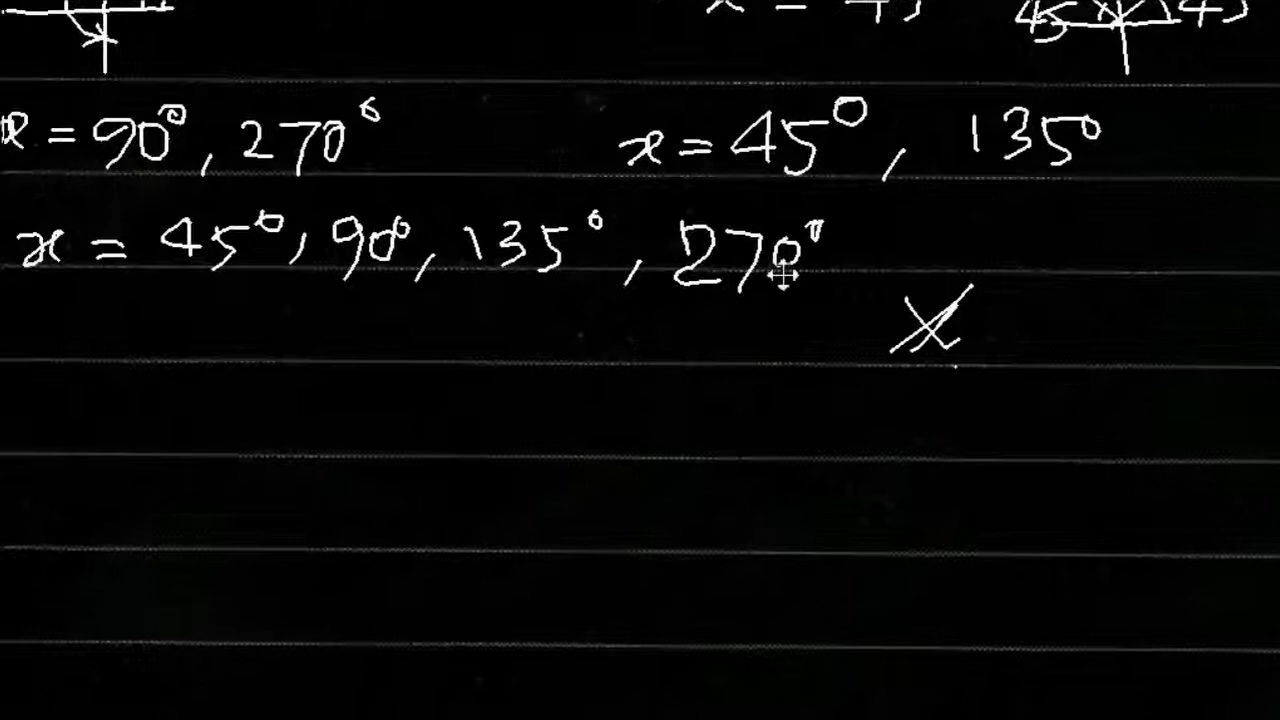 x = 90°, 270° x = 45°, 135°
x = 45°, 90°, 135°, 270°